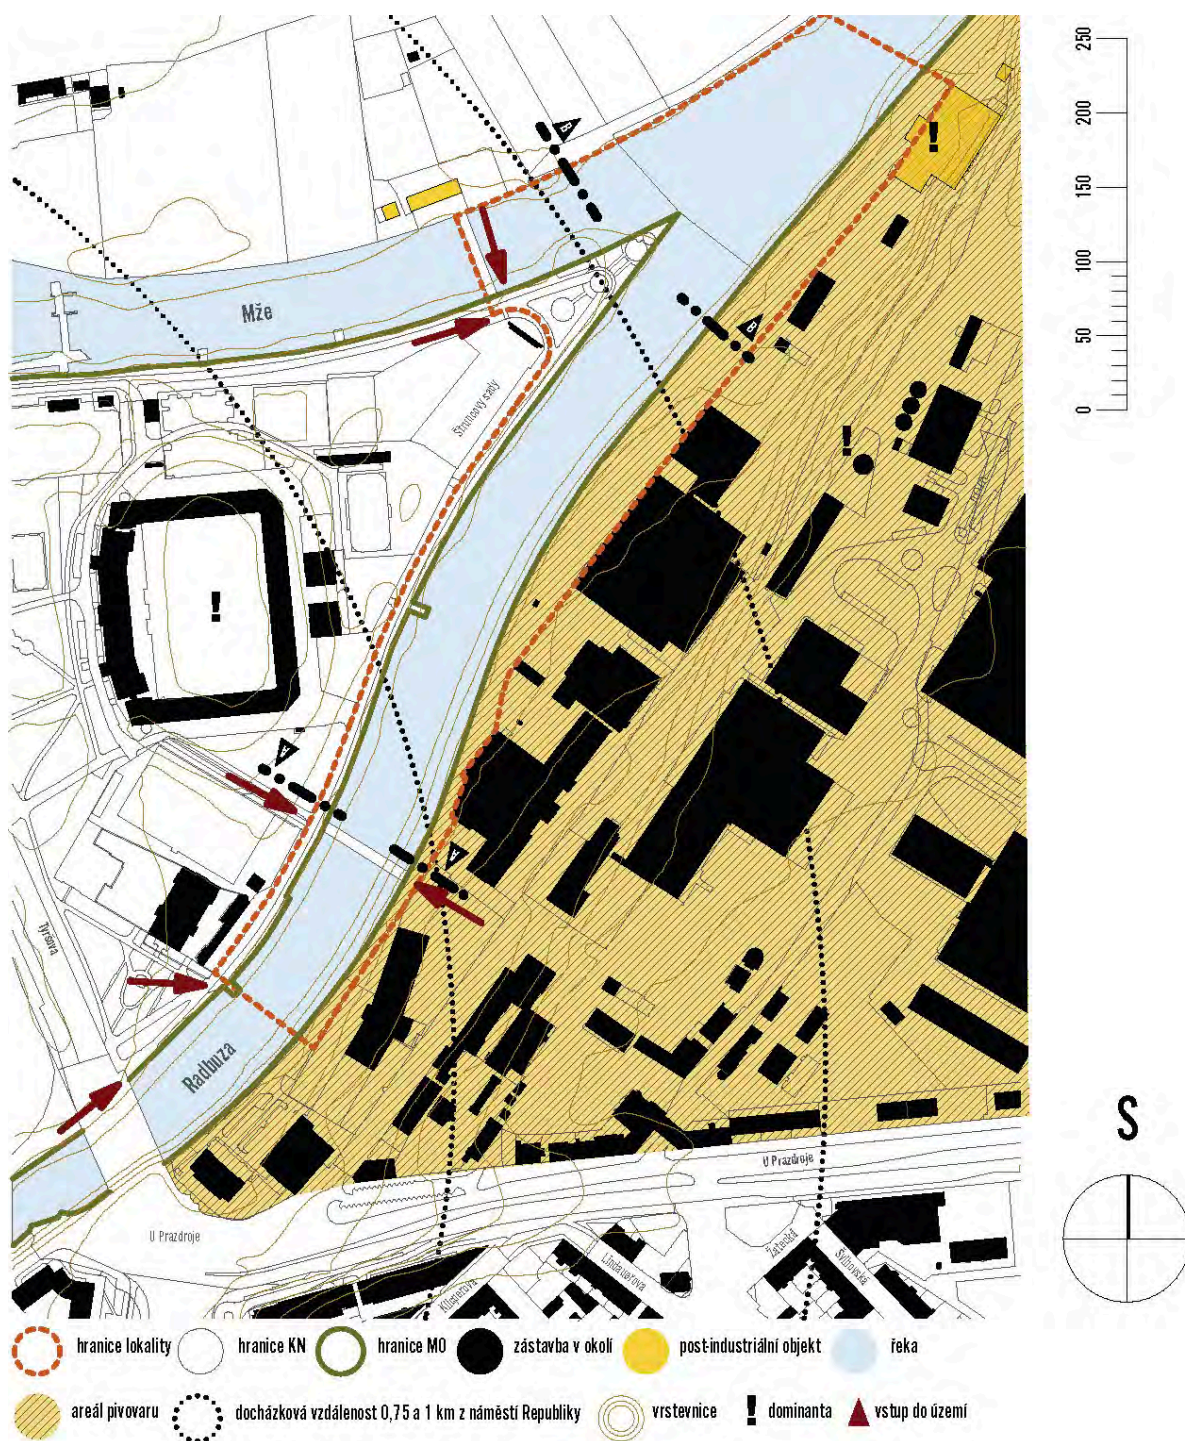 250
200
150
100
50
0
B
!
Mže
B
Štruncovy sady
!
!
A
A
Tyršova
Radbuza
S
U Prazdroje
U Prazdroje
Žatecká
Švihovská
Lindauerova
hranice lokality
hranice KN
hranice MO
zástavba v okolí
post-industriální objekt
řeka
areál pivovaru
docházková vzdálenost 0,75 a 1 km z náměstí Republiky
vrstevnice
! dominanta
vstup do území